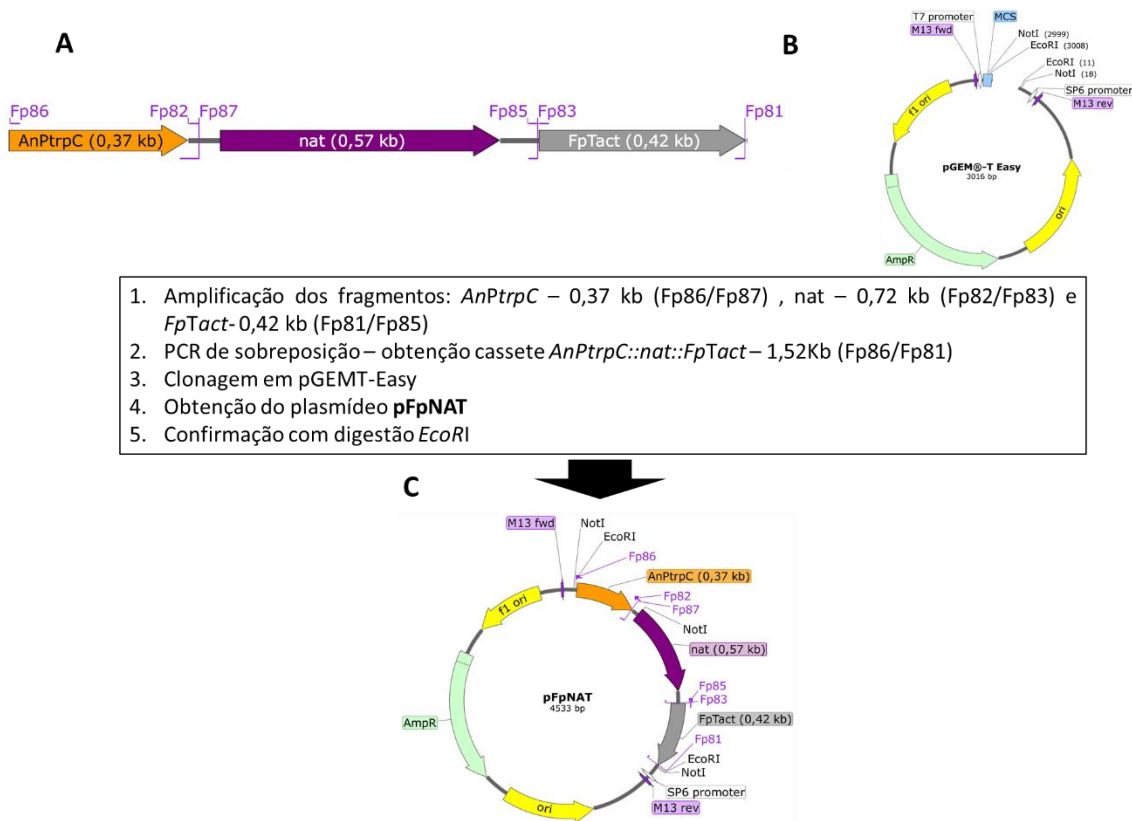 A
Fp86
Fp82
Fp87
Fp85
Fp83
Fp81
AnPtrpC (0,37 kb)
nat (0,57 kb)
FpTact (0,42 kb)
B
T7 promoter
MCS
M13 fwd
NotI (2999)
EcoRI (3008)
EcoRI (11)
NotI (18)
SP6 promoter
M13 rev
f1 ori
pGEM®-T Easy
3016 bp
ori
AmpR
1. Amplificação dos fragmentos: AnPtrpC – 0,37 kb (Fp86/Fp87) , nat – 0,72 kb (Fp82/Fp83) e
FpTact- 0,42 kb (Fp81/Fp85)
2. PCR de sobreposição – obtenção cassete AnPtrpC::nat::FpTact – 1,52Kb (Fp86/Fp81)
3. Clonagem em pGEMT-Easy
4. Obtenção do plasmídeo pFpNAT
5. Confirmação com digestão EcoRI
C
M13 fwd
NotI
EcoRI
Fp86
AnPtrpC (0,37 kb)
Fp82
Fp87
NotI
nat (0,57 kb)
Fp85
Fp83
FpTact (0,42 kb)
Fp81
EcoRI
NotI
SP6 promoter
M13 rev
f1 ori
pFpNAT
4533 bp
AmpR
ori